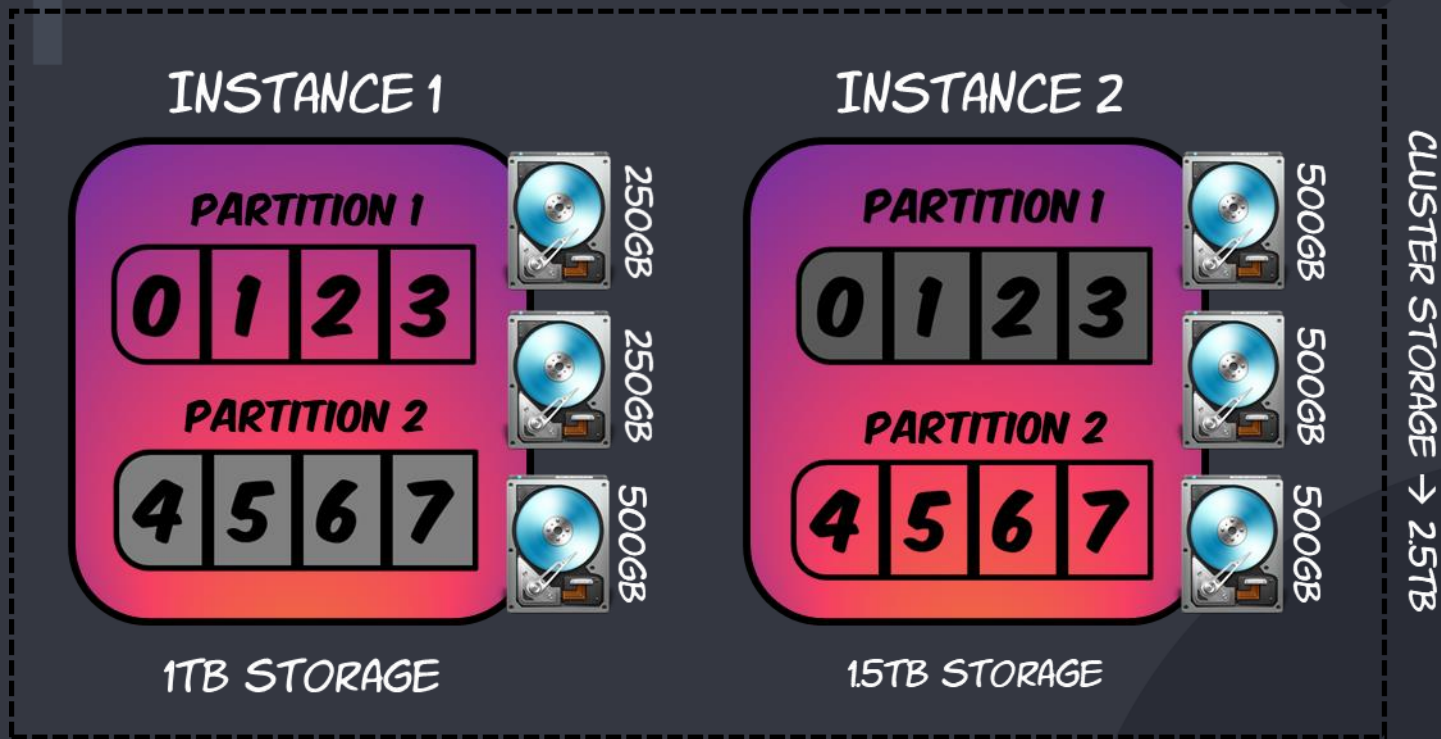 INSTANCE 1
PARTITION 1
0 1 2 3
PARTITION 2
4 5 6 7
250GB
250GB
500GB
1TB STORAGE
INSTANCE 2
PARTITION 1
0 1 2 3
PARTITION 2
4 5 6 7
500GB
500GB
500GB
1.5TB STORAGE
CLUSTER STORAGE → 2.5TB